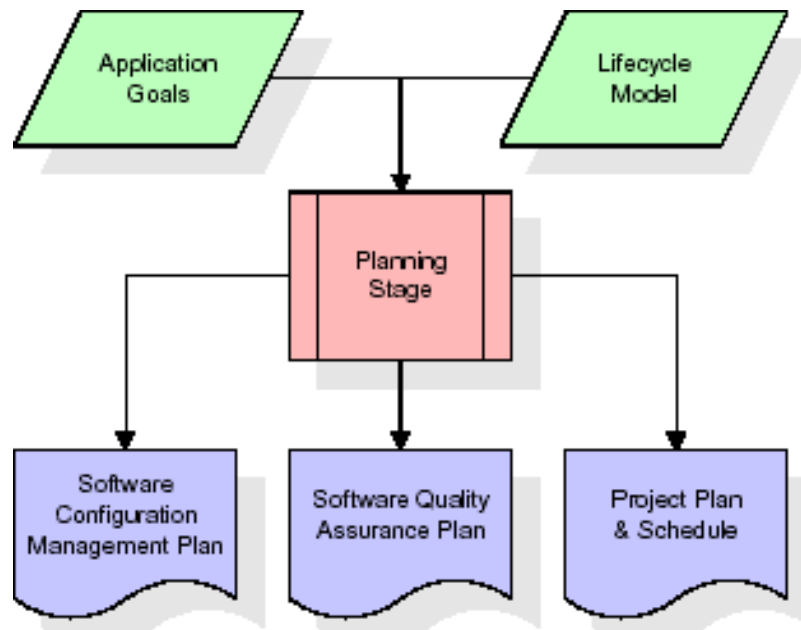 Application
Goals
Lifecycle
Model
Planning
Stage
Software
Configuration
Management Plan
Software Quality
Assurance Plan
Project Plan
& Schedule